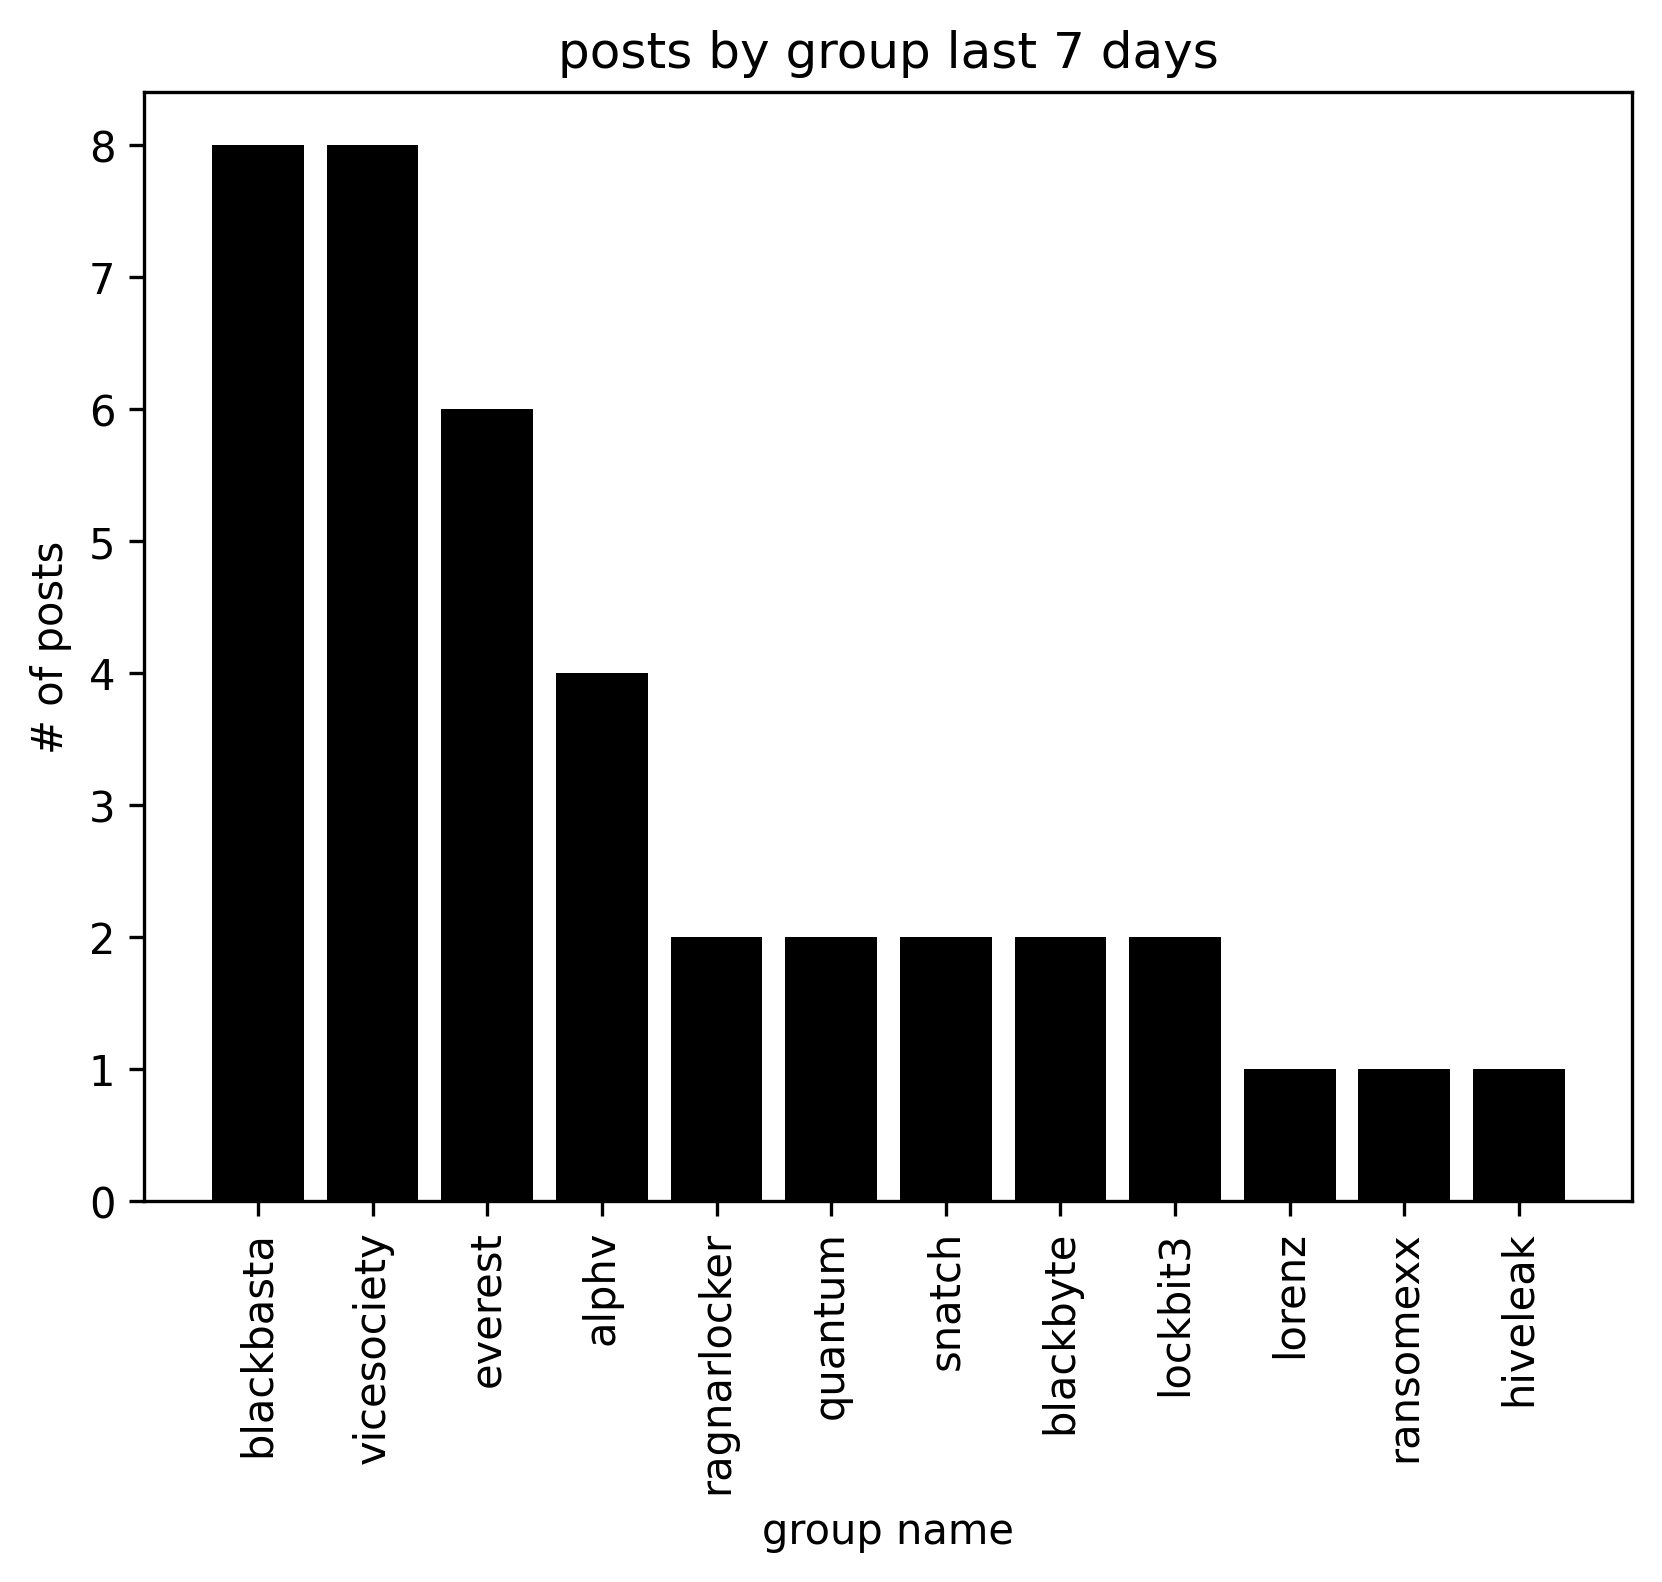 posts by group last 7 days
8
7
6
5
4
3
2
1
0
# of posts
blackbasta
vicesociety
everest
alphv
ragnarlocker
quantum
snatch
blackbyte
lockbit3
lorenz
ransomexx
hiveleak
group name